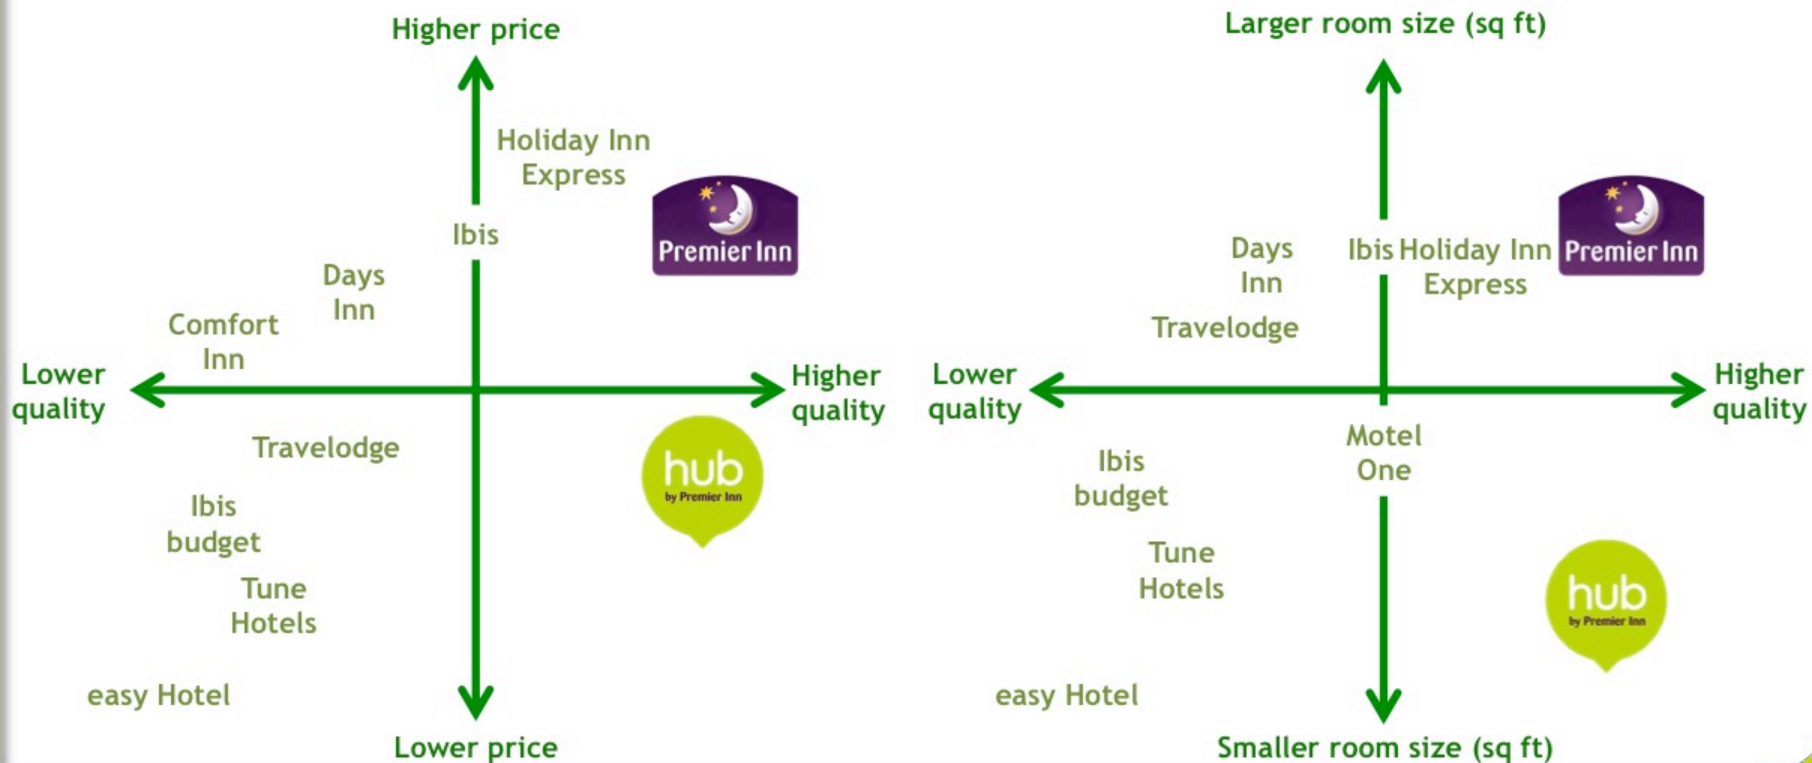 Higher price
Holiday Inn
Express
Premier Inn
Ibis
Days
Inn
Comfort
Inn
Lower
quality
Higher
quality
Travelodge
hub
by Premier Inn
Ibis
budget
Tune
Hotels
easy Hotel
Lower price
Larger room size (sq ft)
Days
Inn
Ibis
Holiday Inn
Express
Premier Inn
Travelodge
Lower
quality
Higher
quality
Motel
One
Ibis
budget
Tune
Hotels
hub
by Premier Inn
easy Hotel
Smaller room size (sq ft)